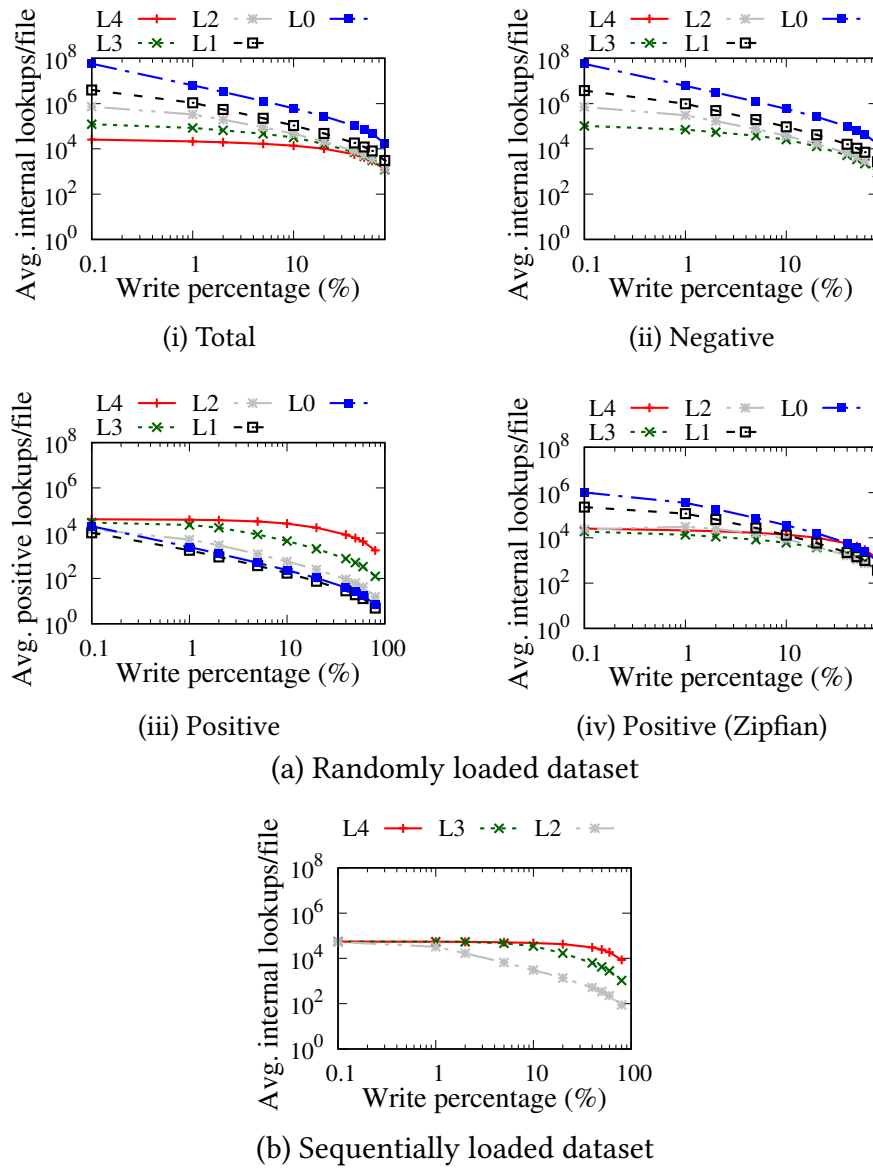 L4 L2 L0
L3 L1
Avg. internal lookups/file
10^8
10^6
10^4
10^2
10^0
0.1 1 10
Write percentage (%)
(i) Total
L4 L2 L0
L3 L1
Avg. internal lookups/file
10^8
10^6
10^4
10^2
10^0
0.1 1 10
Write percentage (%)
(ii) Negative
L4 L2 L0
L3 L1
Avg. positive lookups/file
10^8
10^6
10^4
10^2
10^0
0.1 1 10 100
Write percentage (%)
(iii) Positive
L4 L2 L0
L3 L1
Avg. internal lookups/file
10^8
10^6
10^4
10^2
10^0
0.1 1 10
Write percentage (%)
(iv) Positive (Zipfian)
(a) Randomly loaded dataset
L4 L3 L2
Avg. internal lookups/file
10^8
10^6
10^4
10^2
10^0
0.1 1 10 100
Write percentage (%)
(b) Sequentially loaded dataset